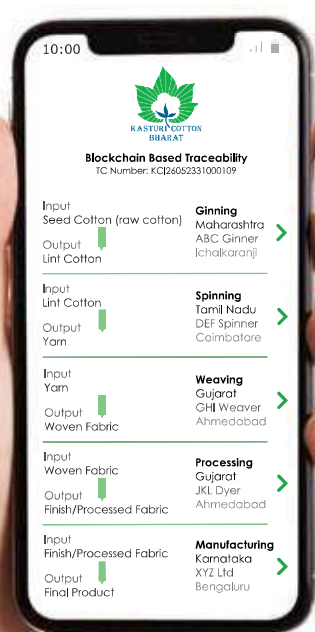 10:00
KASTURI COTTON
BHARAT
Blockchain Based Traceability
TC Number: KCI26052331000109
Input
Seed Cotton (raw cotton)
Output
Lint Cotton
Ginning
Maharashtra
ABC Ginner
Ichalkaranji
Input
Lint Cotton
Output
Yarn
Spinning
Tamil Nadu
DEF Spinner
Coimbatore
Input
Yarn
Output
Woven Fabric
Weaving
Gujarat
GHI Weaver
Ahmedabad
Input
Woven Fabric
Output
Finish/Processed Fabric
Processing
Gujarat
JKL Dyer
Ahmedabad
Input
Finish/Processed Fabric
Output
Final Product
Manufacturing
Karnataka
XYZ Ltd
Bengaluru